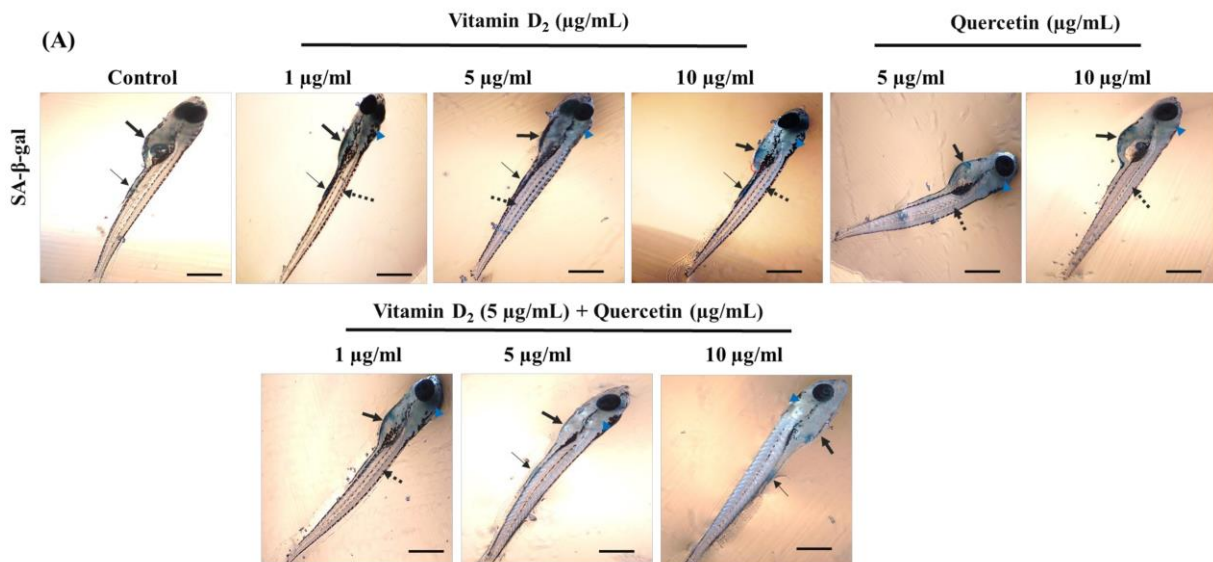 (A)
Vitamin D₂ (µg/mL)
Quercetin (µg/mL)
Control
1 µg/ml
5 µg/ml
10 µg/ml
5 µg/ml
10 µg/ml
SA-β-gal
Vitamin D₂ (5 µg/mL) + Quercetin (µg/mL)
1 µg/ml
5 µg/ml
10 µg/ml